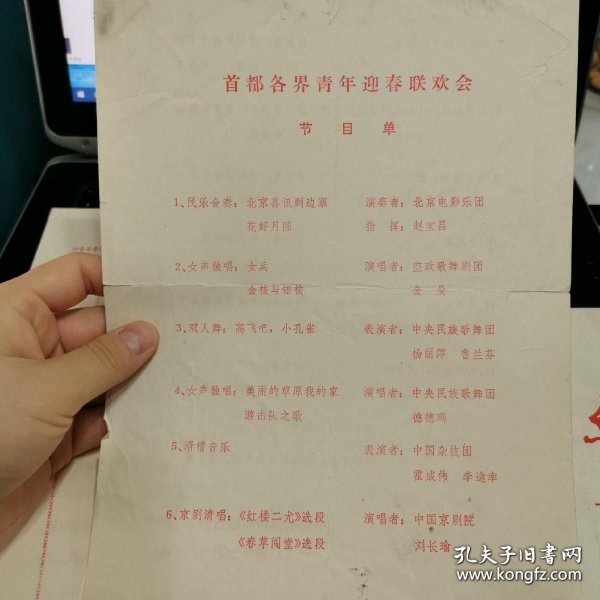 首都各界青年迎春联欢会
节 目 单
1、民乐合奏：北京喜讯到边寨 演奏者：北京电影乐团
花好月圆 指 挥：赵宝昌
2、女声独唱：女兵 演唱者：空政歌舞剧团
金梭与银梭 金 曼
3、双人舞：高飞吧，小孔雀 表演者：中央民族歌舞团
杨丽萍 鲁兰芬
4、女声独唱：美丽的草原我的家 演唱者：中央民族歌舞团
游击队之歌 德德玛
5、滑稽音乐 表演者：中国杂技团
霍成伟 李金幸
6、京剧清唱：《红楼二尤》选段 演唱者：中国京剧院
《春草闯堂》选段 刘长瑜
孔夫子旧书网
www.kongfz.com